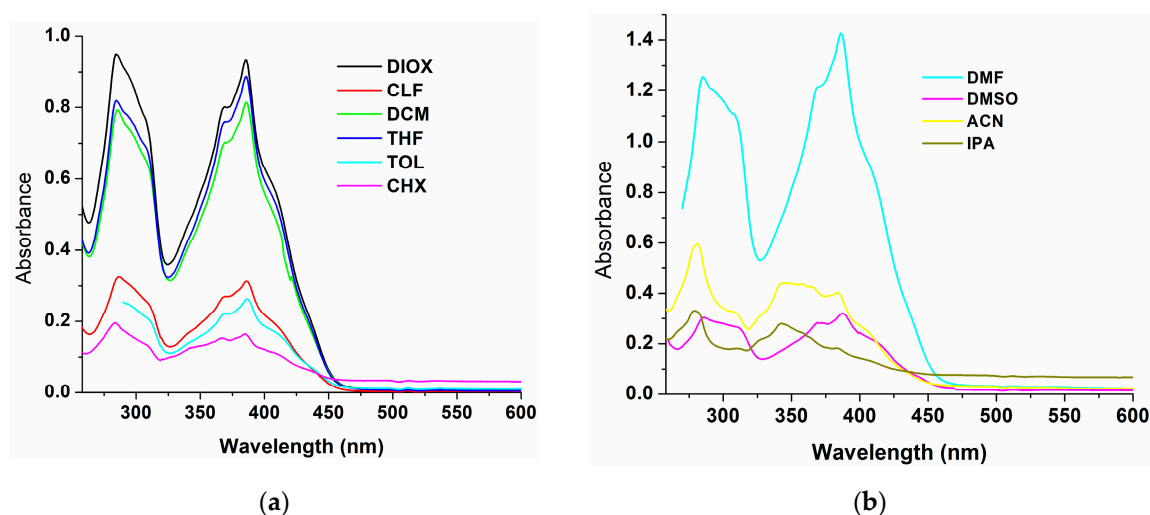 1.0
0.8
0.6
0.4
0.2
0.0
Absorbance
DIOX
CLF
DCM
THF
TOL
CHX
300 350 400 450 500 550 600
Wavelength (nm)
(a)
1.4
1.2
1.0
0.8
0.6
0.4
0.2
0.0
Absorbance
DMF
DMSO
ACN
IPA
300 350 400 450 500 550 600
Wavelength (nm)
(b)